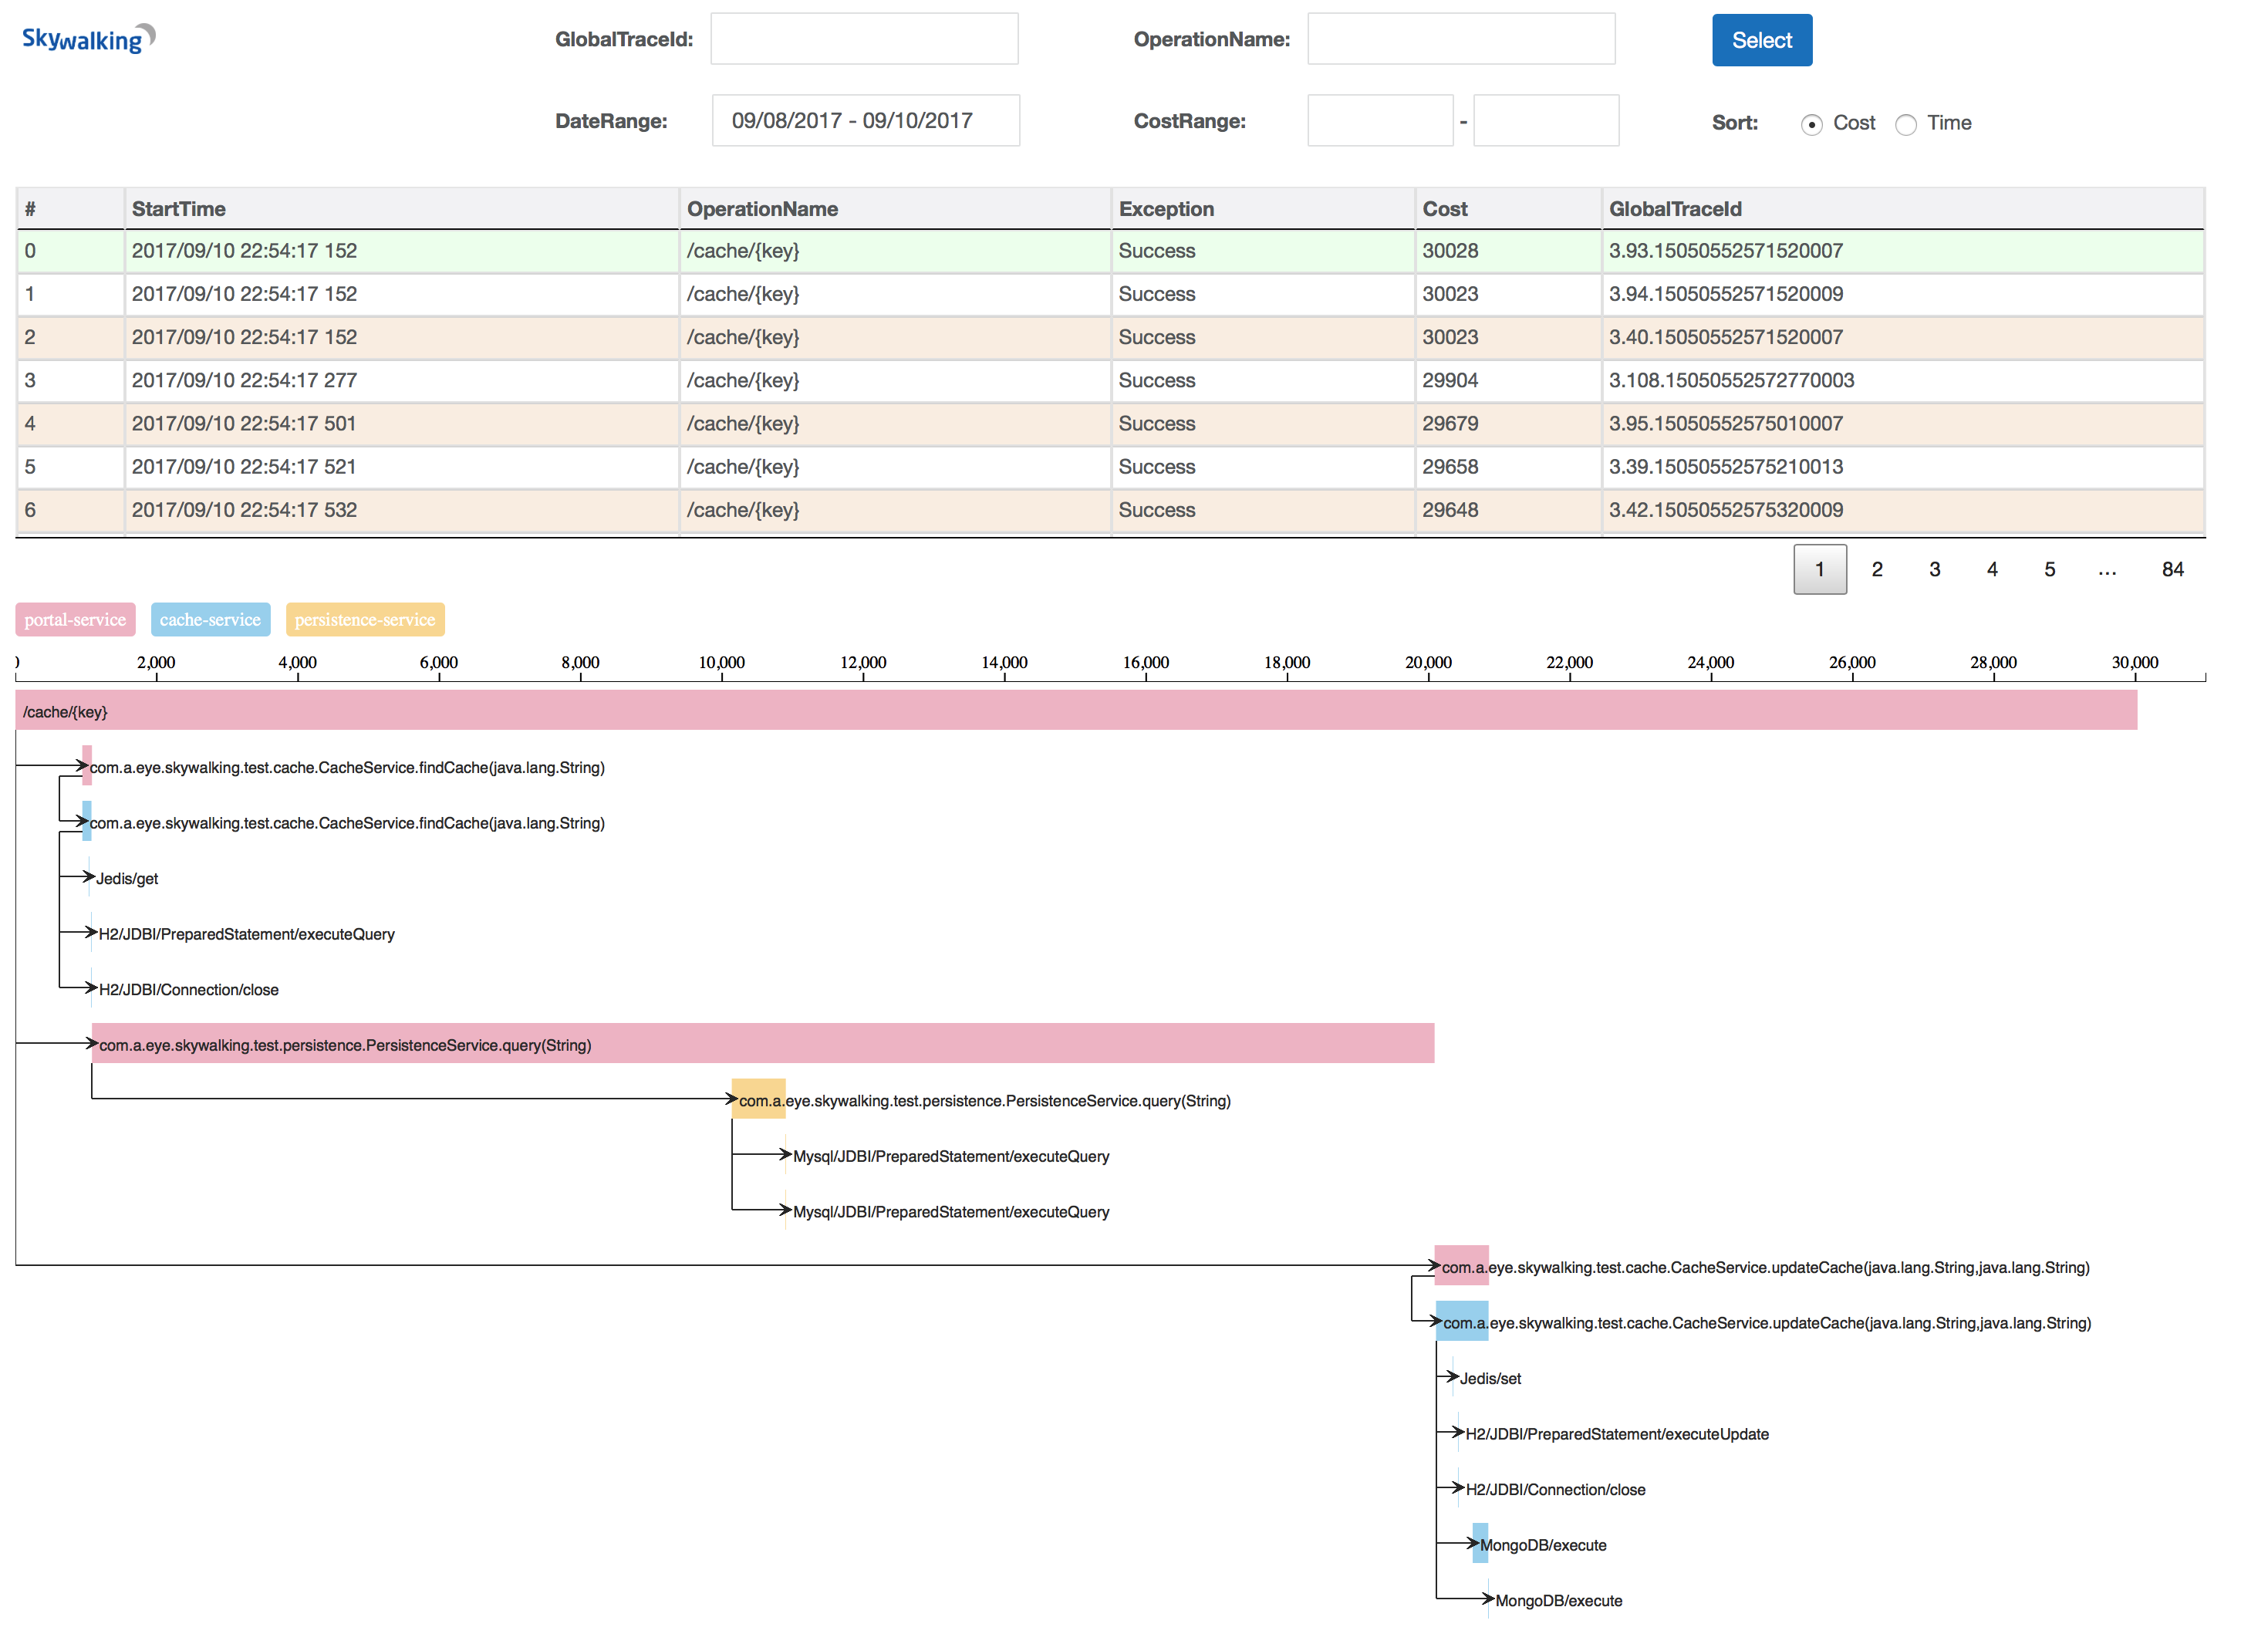 Skywalking
GlobalTraceId:
OperationName:
Select
DateRange: 09/08/2017 - 09/10/2017
CostRange: -
Sort: Cost Time
# StartTime OperationName Exception Cost GlobalTraceId
0 2017/09/10 22:54:17 152 /cache/{key} Success 30028 3.93.15050552571520007
1 2017/09/10 22:54:17 152 /cache/{key} Success 30023 3.94.15050552571520009
2 2017/09/10 22:54:17 152 /cache/{key} Success 30023 3.40.15050552571520007
3 2017/09/10 22:54:17 277 /cache/{key} Success 29904 3.108.15050552572770003
4 2017/09/10 22:54:17 501 /cache/{key} Success 29679 3.95.15050552575010007
5 2017/09/10 22:54:17 521 /cache/{key} Success 29658 3.39.15050552575210013
6 2017/09/10 22:54:17 532 /cache/{key} Success 29648 3.42.15050552575320009
1 2 3 4 5 ... 84
portal-service cache-service persistence-service
0 2,000 4,000 6,000 8,000 10,000 12,000 14,000 16,000 18,000 20,000 22,000 24,000 26,000 28,000 30,000
/cache/{key}
com.a.eye.skywalking.test.cache.CacheService.findCache(java.lang.String)
com.a.eye.skywalking.test.cache.CacheService.findCache(java.lang.String)
Jedis/get
H2/JDBI/PreparedStatement/executeQuery
H2/JDBI/Connection/close
com.a.eye.skywalking.test.persistence.PersistenceService.query(String)
com.a.eye.skywalking.test.persistence.PersistenceService.query(String)
Mysql/JDBI/PreparedStatement/executeQuery
Mysql/JDBI/PreparedStatement/executeQuery
com.a.eye.skywalking.test.cache.CacheService.updateCache(java.lang.String,java.lang.String)
com.a.eye.skywalking.test.cache.CacheService.updateCache(java.lang.String,java.lang.String)
Jedis/set
H2/JDBI/PreparedStatement/executeUpdate
H2/JDBI/Connection/close
MongoDB/execute
MongoDB/execute